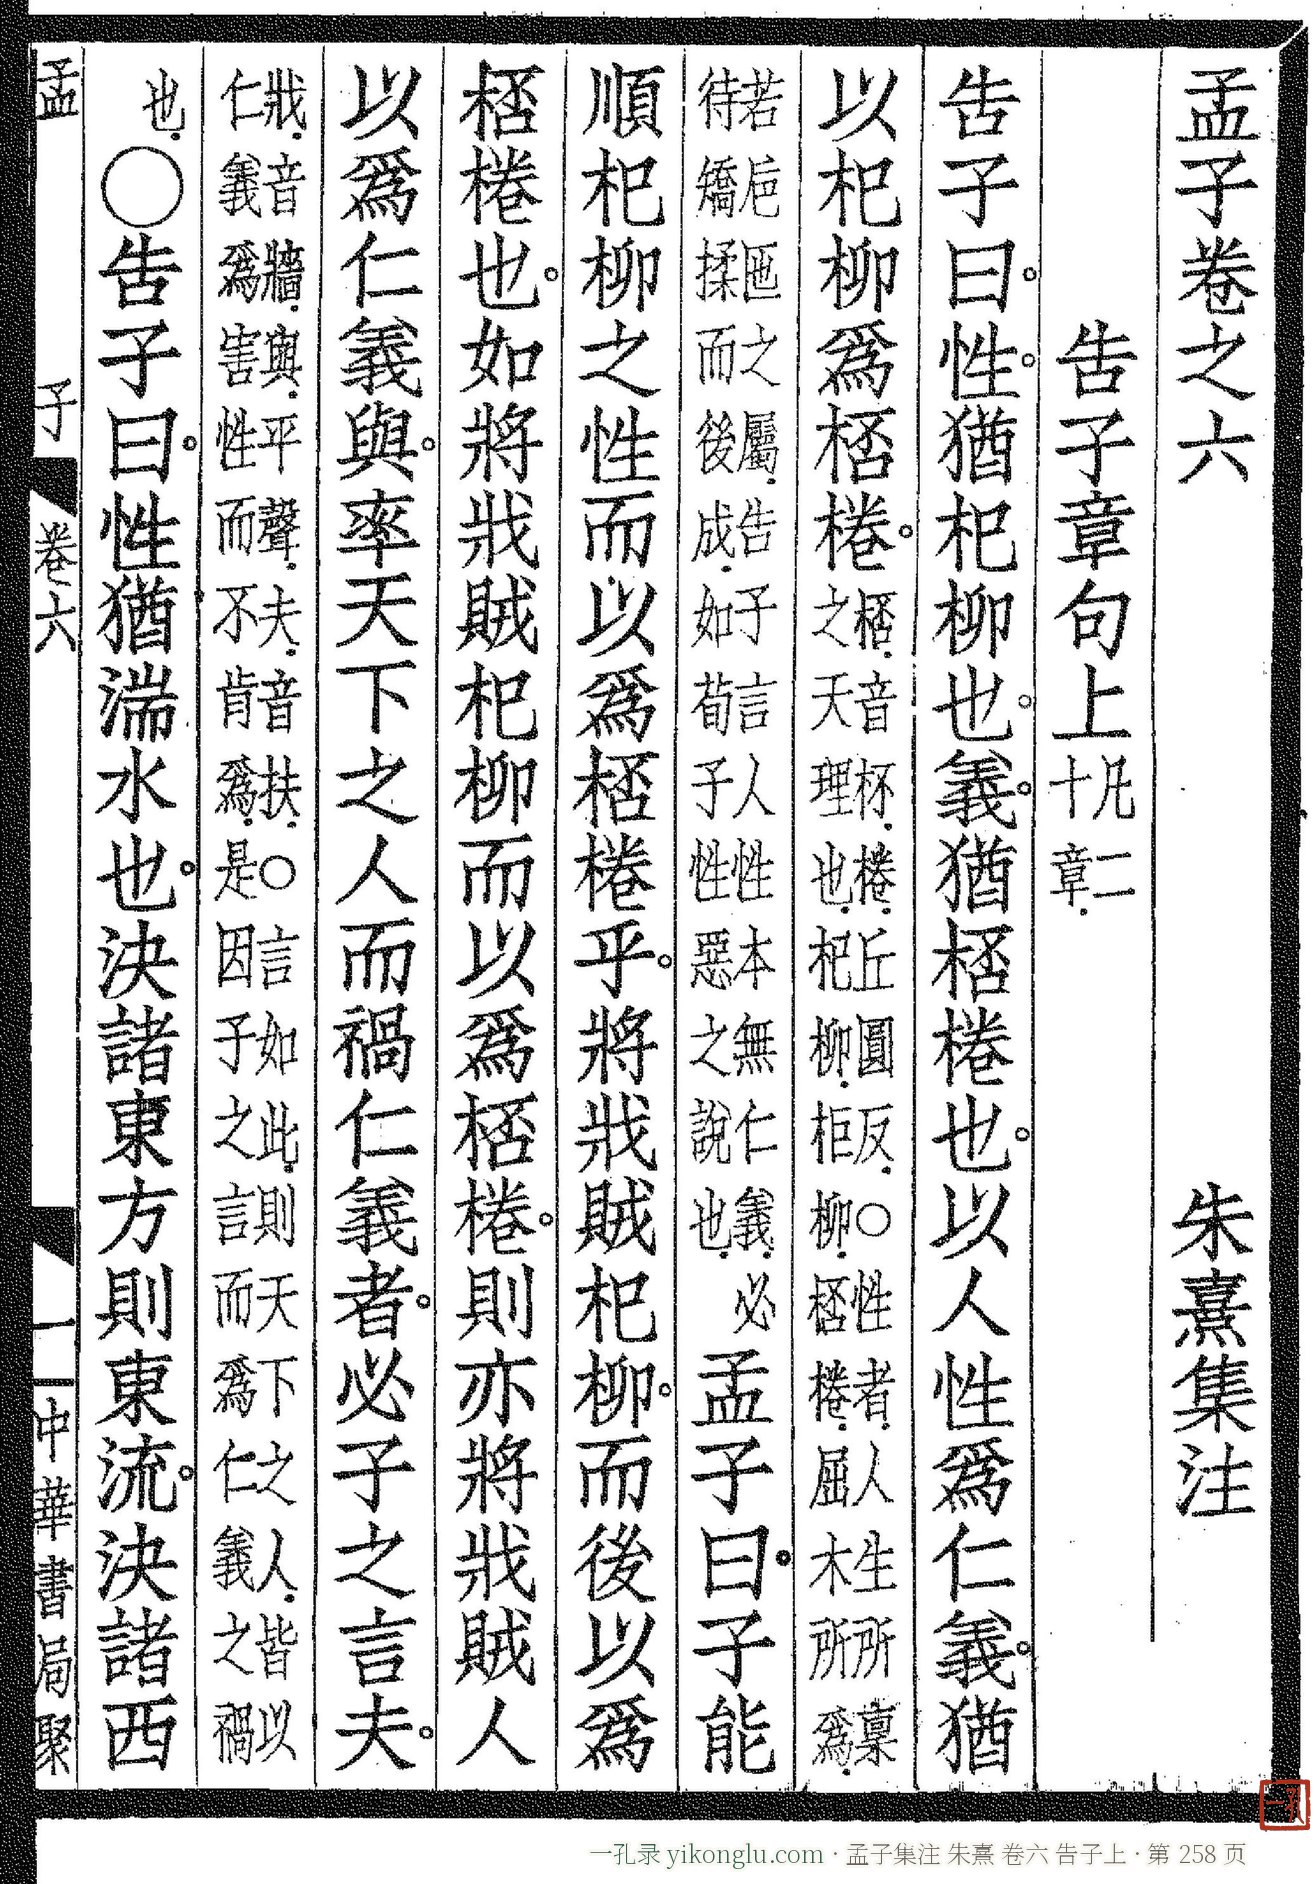 孟子卷之六　朱熹集注
告子章句上 凡二十章.
告子曰。性。猶杞柳也。義。猶桮棬也。以人性爲仁義。猶
以杞柳爲桮棬。桮.音杯.棬.丘圓反.○性者.人生所禀之天理也.杞柳.柜柳.桮棬.屈木所爲.
若巵匜之屬.告子言人性本無仁義.必待矯揉而後成.如荀子性惡之說也.孟子曰。子能
順杞柳之性而以爲桮棬乎。將戕賊杞柳。而後以爲
桮棬也。如將戕賊杞柳而以爲桮棬。則亦將戕賊人
以爲仁義與。率天下之人而禍仁義者。必子之言夫。
戕.音牆.與.平聲.夫.音扶.○言如此.則天下之人.皆以仁義爲害性而不肯爲.是因子之言而爲仁義之禍
也.○告子曰。性猶湍水也。決諸東方則東流。決諸西
孟子 卷六 一 中華書局聚
一孔录 yikonglu.com · 孟子集注 朱熹 卷六 告子上 · 第 258 页
一孔